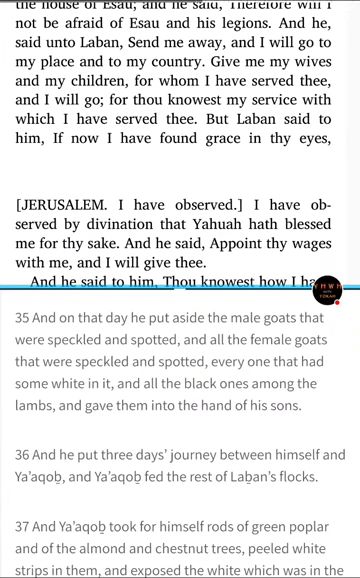 the house of Esau; and he said, Therefore will I
not be afraid of Esau and his legions. And he,
said unto Laban, Send me away, and I will go to
my place and to my country. Give me my wives
and my children, for whom I have served thee,
and I will go; for thou knowest my service with
which I have served thee. But Laban said to
him, If now I have found grace in thy eyes,
[JERUSALEM. I have observed.] I have ob-
served by divination that Yahuah hath blessed
me for thy sake. And he said, Appoint thy wages
with me, and I will give thee.
And he said to him, Thou knowest how I ha
35 And on that day he put aside the male goats that
were speckled and spotted, and all the female goats
that were speckled and spotted, every one that had
some white in it, and all the black ones among the
lambs, and gave them into the hand of his sons.
36 And he put three days’ journey between himself and
Ya’aqoḇ, and Ya’aqoḇ fed the rest of Laḇan’s flocks.
37 And Ya’aqoḇ took for himself rods of green poplar
and of the almond and chestnut trees, peeled white
strips in them, and exposed the white which was in the